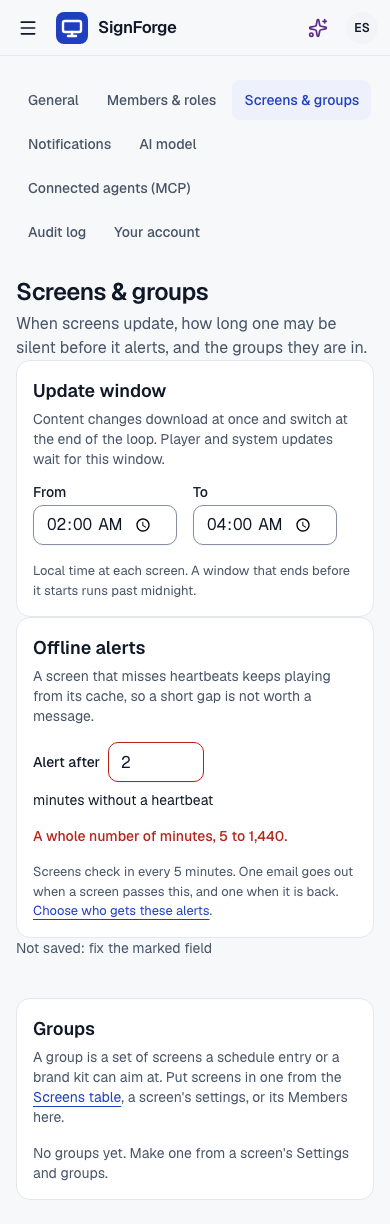 SignForge
ES
General Members & roles Screens & groups
Notifications AI model
Connected agents (MCP)
Audit log Your account
Screens & groups
When screens update, how long one may be
silent before it alerts, and the groups they are in.
Update window
Content changes download at once and switch at
the end of the loop. Player and system updates
wait for this window.
From To
02:00 AM 04:00 AM
Local time at each screen. A window that ends before
it starts runs past midnight.
Offline alerts
A screen that misses heartbeats keeps playing
from its cache, so a short gap is not worth a
message.
Alert after 2
minutes without a heartbeat
A whole number of minutes, 5 to 1,440.
Screens check in every 5 minutes. One email goes out
when a screen passes this, and one when it is back.
Choose who gets these alerts.
Not saved: fix the marked field
Groups
A group is a set of screens a schedule entry or a
brand kit can aim at. Put screens in one from the
Screens table, a screen's settings, or its Members
here.
No groups yet. Make one from a screen's Settings
and groups.